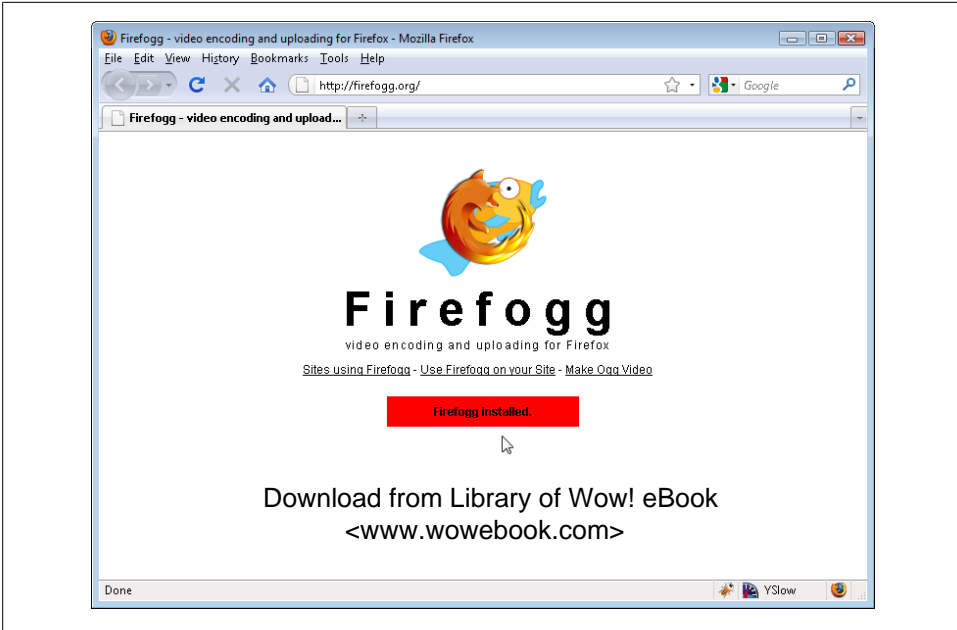 Firefogg - video encoding and uploading for Firefox - Mozilla Firefox
File Edit View History Bookmarks Tools Help
http://firefogg.org/
Google
Firefogg - video encoding and upload...
Firefogg
video encoding and uploading for Firefox
Sites using Firefogg - Use Firefogg on your Site - Make Ogg Video
Firefogg installed.
Download from Library of Wow! eBook
<www.wowebook.com>
Done
YSlow